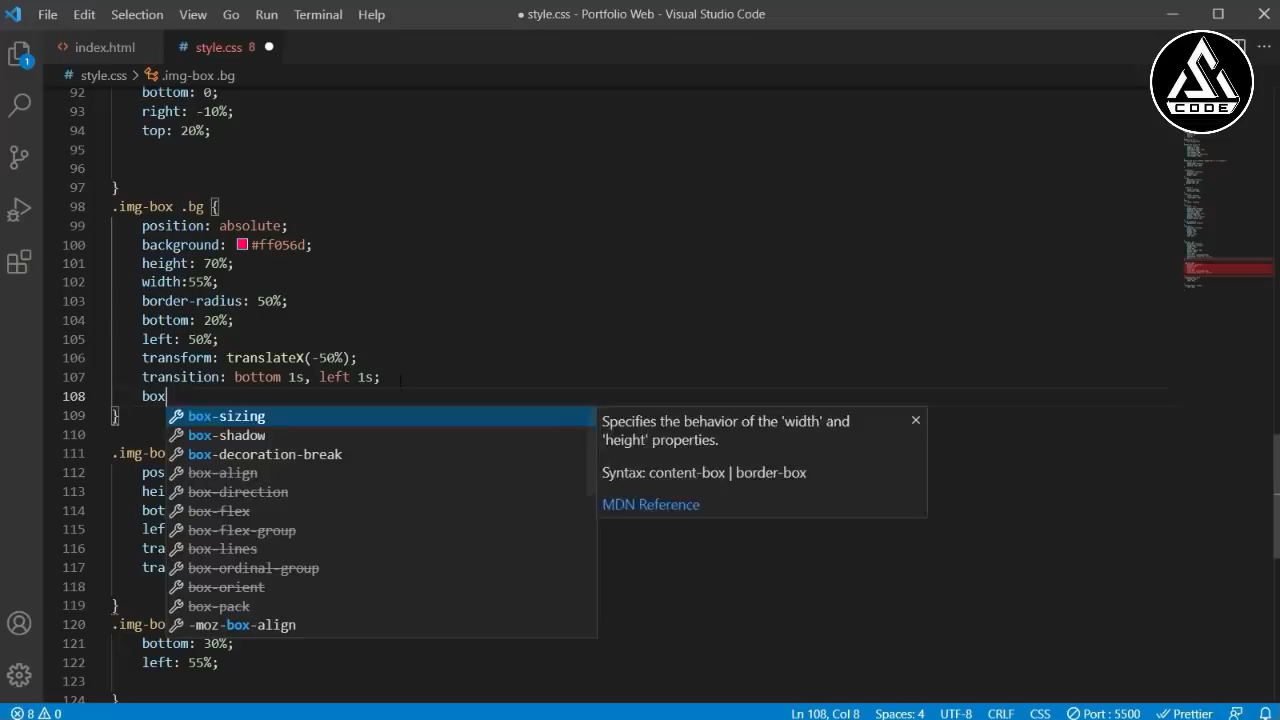 File Edit Selection View Go Run Terminal Help
● style.css - Portfolio Web - Visual Studio Code
<> index.html
# style.css 8 ●
# style.css > .img-box .bg
CODE
1
92 bottom: 0;
93 right: -10%;
94 top: 20%;
95
96
97 }
98 .img-box .bg {
99 position: absolute;
100 background: #ff056d;
101 height: 70%;
102 width:55%;
103 border-radius: 50%;
104 bottom: 20%;
105 left: 50%;
106 transform: translateX(-50%);
107 transition: bottom 1s, left 1s;
108 box
109 }
110
111 .img-bo
112 pos
113 hei
114 bot
115 lef
116 tra
117 tra
118
119 }
120 .img-bo
121 bottom: 30%;
122 left: 55%;
123
124 }
box-sizing
box-shadow
box-decoration-break
box-align
box-direction
box-flex
box-flex-group
box-lines
box-ordinal-group
box-orient
box-pack
-moz-box-align
Specifies the behavior of the 'width' and
'height' properties.
Syntax: content-box | border-box
MDN Reference
8 0
Ln 108, Col 8 Spaces: 4 UTF-8 CRLF CSS Port : 5500 Prettier